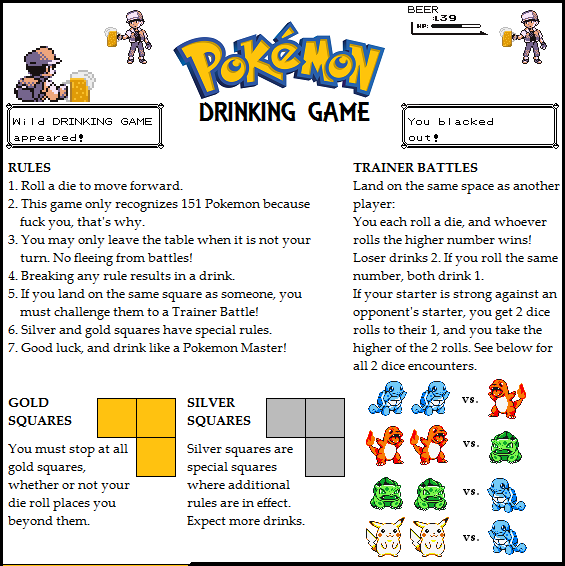 BEER
:L39
HP:
POKéMON
DRINKING GAME
Wild DRINKING GAME
appeared!
You blacked
out!
RULES
1. Roll a die to move forward.
2. This game only recognizes 151 Pokemon because
fuck you, that's why.
3. You may only leave the table when it is not your
turn. No fleeing from battles!
4. Breaking any rule results in a drink.
5. If you land on the same square as someone, you
must challenge them to a Trainer Battle!
6. Silver and gold squares have special rules.
7. Good luck, and drink like a Pokemon Master!
TRAINER BATTLES
Land on the same space as another
player:
You each roll a die, and whoever
rolls the higher number wins!
Loser drinks 2. If you roll the same
number, both drink 1.
If your starter is strong against an
opponent's starter, you get 2 dice
rolls to their 1, and you take the
higher of the 2 rolls. See below for
all 2 dice encounters.
vs.
vs.
vs.
vs.
GOLD
SQUARES
You must stop at all
gold squares,
whether or not your
die roll places you
beyond them.
SILVER
SQUARES
Silver squares are
special squares
where additional
rules are in effect.
Expect more drinks.